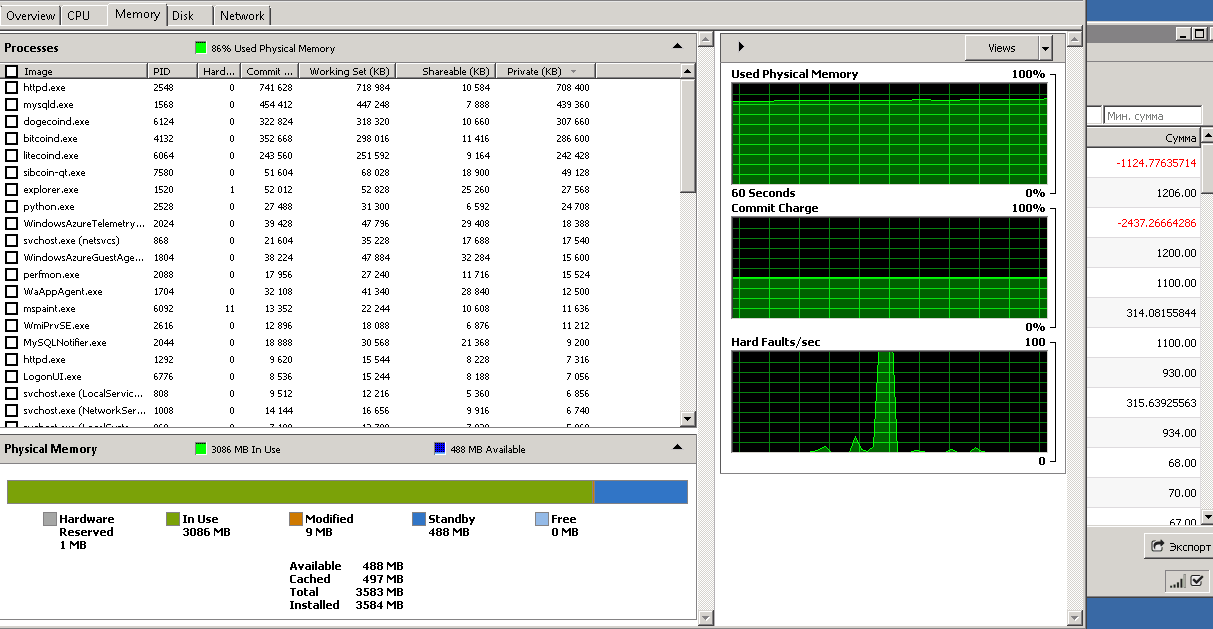 Overview CPU Memory Disk Network
Processes 86% Used Physical Memory
Image PID Hard... Commit ... Working Set (KB) Shareable (KB) Private (KB)
httpd.exe 2548 0 741 628 718 984 10 584 708 400
mysqld.exe 1568 0 454 412 447 248 7 888 439 360
dogecoind.exe 6124 0 322 824 318 320 10 660 307 660
bitcoind.exe 4132 0 352 668 298 016 11 416 286 600
litecoind.exe 6064 0 243 560 251 592 9 164 242 428
sibcoin-qt.exe 7580 0 51 604 68 028 18 900 49 128
explorer.exe 1520 1 52 012 52 828 25 260 27 568
python.exe 2528 0 27 488 31 300 6 592 24 708
WindowsAzureTelemetry... 2024 0 39 428 47 796 29 408 18 388
svchost.exe (netsvcs) 868 0 21 604 35 228 17 688 17 540
WindowsAzureGuestAge... 1804 0 38 224 47 884 32 284 15 600
perfmon.exe 2088 0 17 956 27 240 11 716 15 524
WaAppAgent.exe 1704 0 32 108 41 340 28 840 12 500
mspaint.exe 6092 11 13 352 22 244 10 608 11 636
WmiPrvSE.exe 2616 0 12 896 18 088 6 876 11 212
MySQLNotifier.exe 2044 0 18 888 30 568 21 368 9 200
httpd.exe 1292 0 9 620 15 544 8 228 7 316
LogonUI.exe 6776 0 8 536 15 244 8 188 7 056
svchost.exe (LocalServic... 808 0 9 512 12 216 5 360 6 856
svchost.exe (NetworkSer... 1008 0 14 144 16 656 9 916 6 740
Physical Memory 3086 MB In Use 488 MB Available
Hardware Reserved 1 MB
In Use 3086 MB
Modified 9 MB
Standby 488 MB
Free 0 MB
Available 488 MB
Cached 497 MB
Total 3583 MB
Installed 3584 MB
Views
Used Physical Memory 100%
60 Seconds 0%
Commit Charge 100%
0%
Hard Faults/sec 100
0
Мин. сумма
Сумма
-1124.77635714
1206.00
-2437.26664286
1200.00
1100.00
314.08155844
1100.00
930.00
315.63925563
934.00
68.00
70.00
67.00
Экспорт